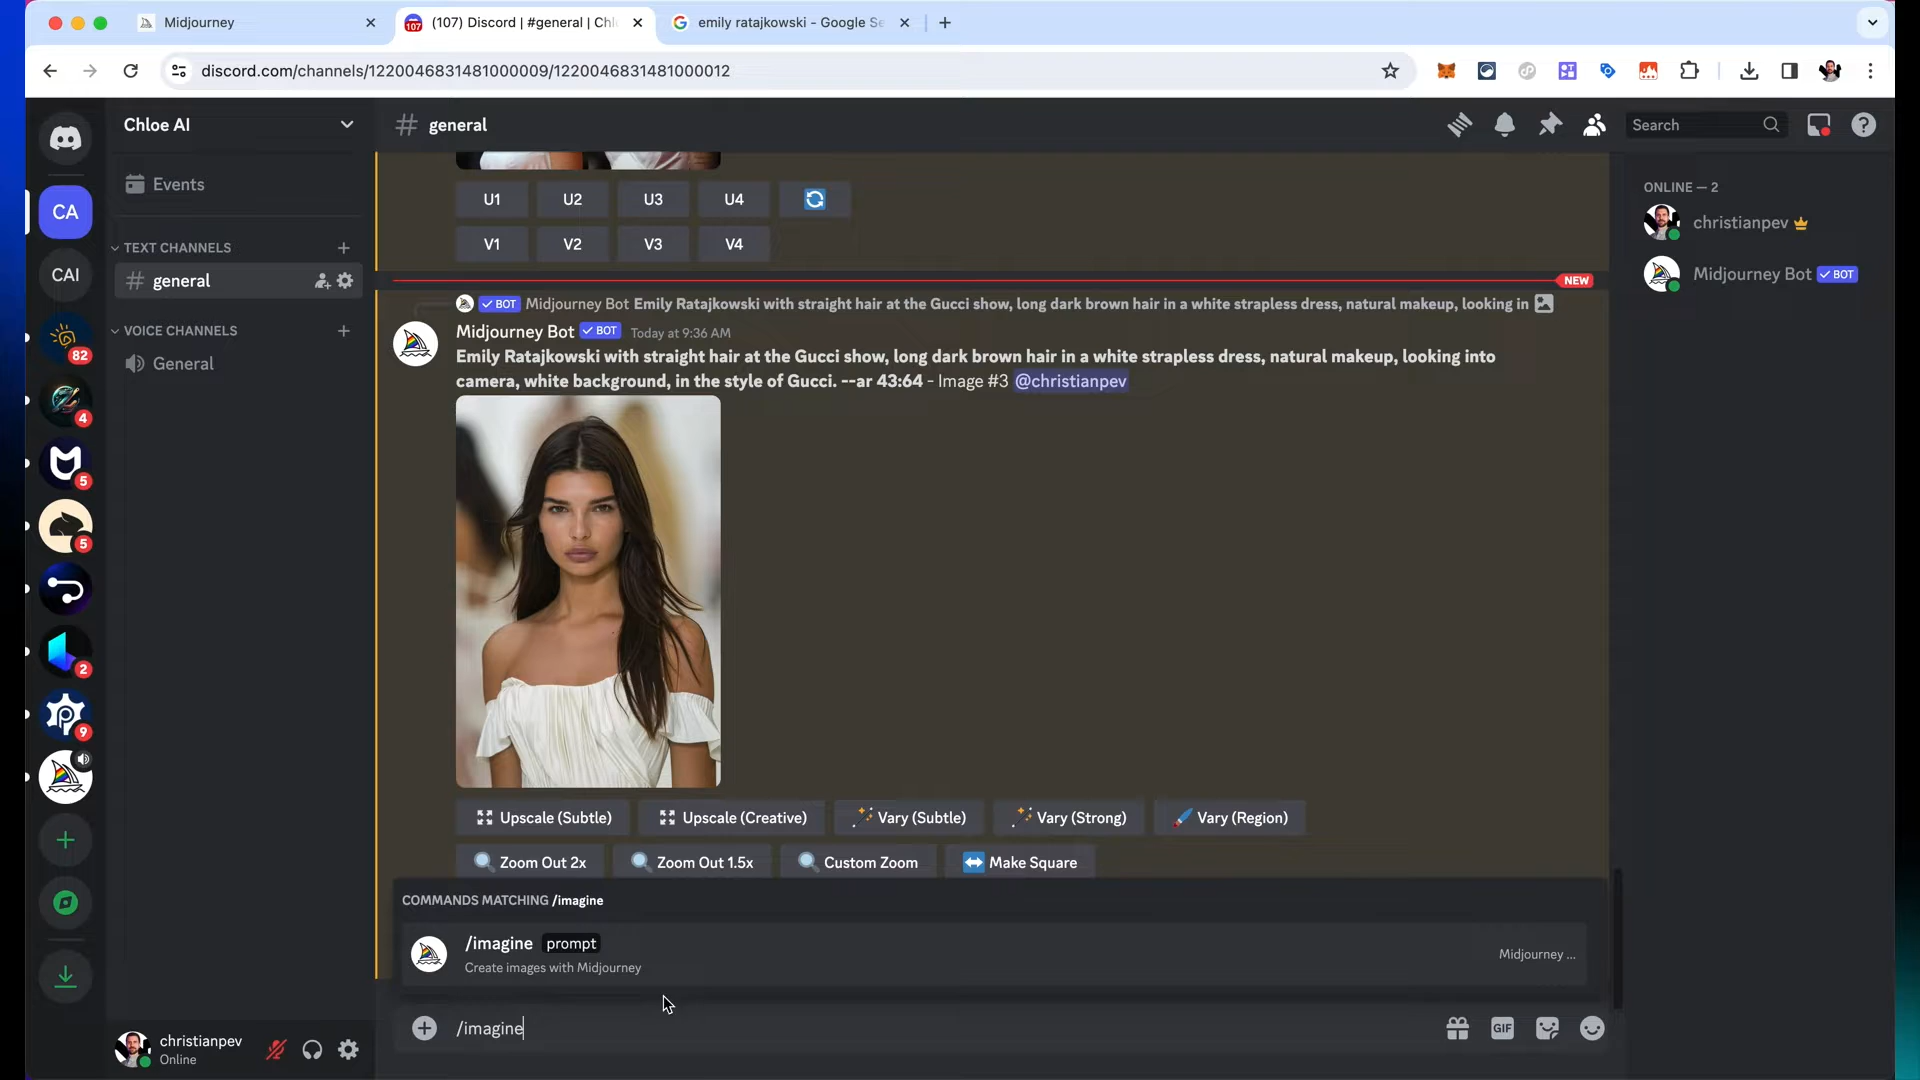 Midjourney
(107) Discord | #general | Chl
emily ratajkowski - Google Se
discord.com/channels/1220046831481000009/1220046831481000012
Chloe AI
general
Search
Events
CA
U1
U2
U3
U4
V1
V2
V3
V4
ONLINE — 2
christianpev
Midjourney Bot
BOT
TEXT CHANNELS
CAI
general
NEW
BOT Midjourney Bot Emily Ratajkowski with straight hair at the Gucci show, long dark brown hair in a white strapless dress, natural makeup, looking in
Midjourney Bot BOT Today at 9:36 AM
Emily Ratajkowski with straight hair at the Gucci show, long dark brown hair in a white strapless dress, natural makeup, looking into
camera, white background, in the style of Gucci. --ar 43:64 - Image #3 @christianpev
VOICE CHANNELS
General
107
82
4
5
5
2
9
Upscale (Subtle)
Upscale (Creative)
Vary (Subtle)
Vary (Strong)
Vary (Region)
Zoom Out 2x
Zoom Out 1.5x
Custom Zoom
Make Square
COMMANDS MATCHING /imagine
/imagine prompt
Create images with Midjourney
Midjourney ...
/imagine
GIF
christianpev
Online